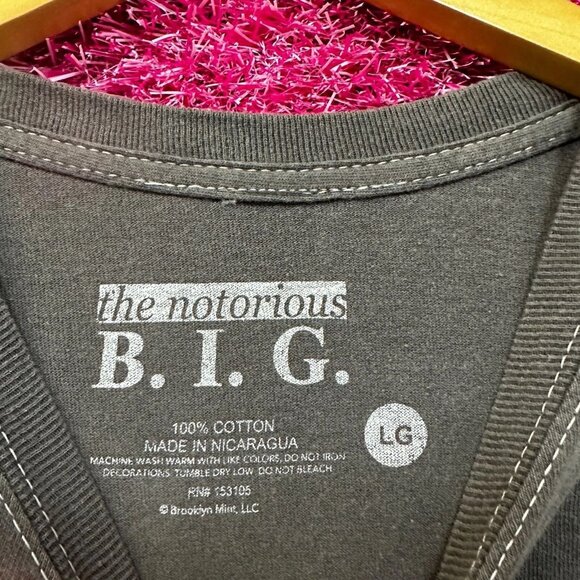 the notorious
B. I. G.
100% COTTON
MADE IN NICARAGUA
LG
MACHINE WASH WARM WITH LIKE COLORS, DO NOT IRON
DECORATIONS. TUMBLE DRY LOW. DO NOT BLEACH.
RN# 153105
© Brooklyn Mint, LLC